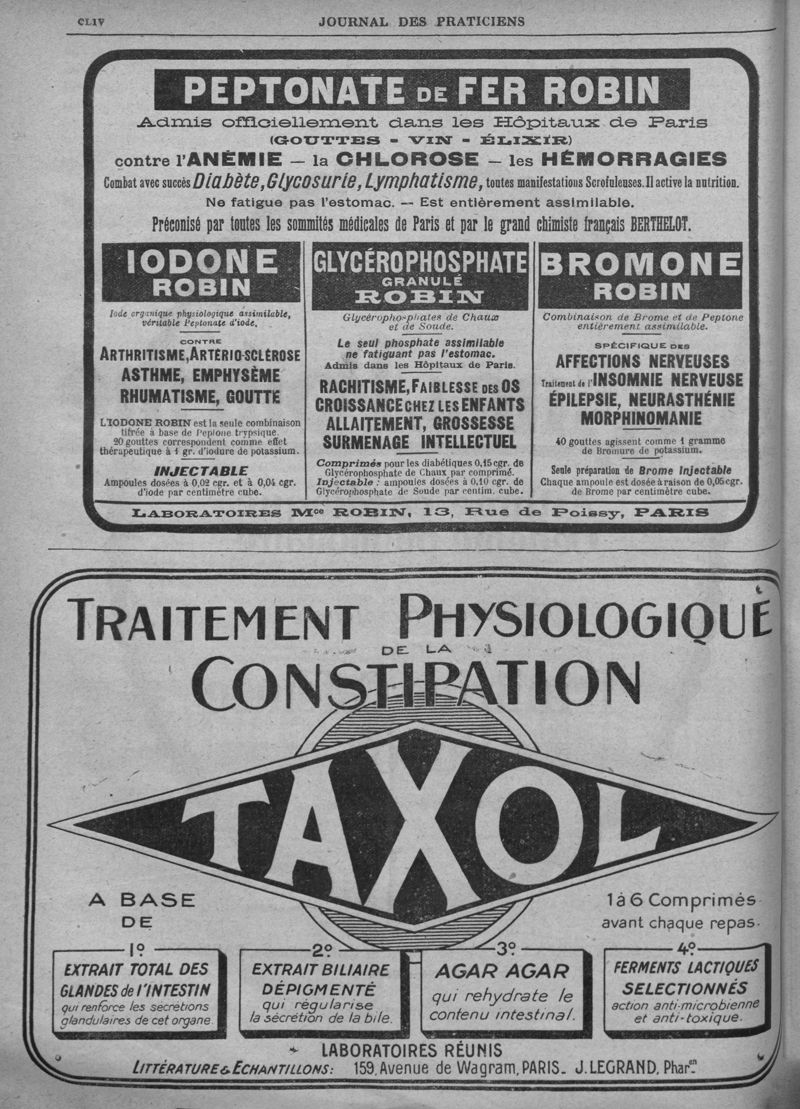 CLIV
JOURNAL DES PRATICIENS
PEPTONATE DE FER ROBIN
Admis officiellement dans les Hôpitaux de Paris
(GOUTTES - VIN - ÉLIXIR)
contre l'ANÉMIE — la CHLOROSE — les HÉMORRAGIES
Combat avec succès Diabète, Glycosurie, Lymphatisme, toutes manifestations Scrofuleuses. Il active la nutrition.
Ne fatigue pas l'estomac. — Est entièrement assimilable.
Préconisé par toutes les sommités médicales de Paris et par le grand chimiste français BERTHELOT.
IODONE
ROBIN
Iode organique physiologique assimilable,
véritable Peptonate d'iode,
CONTRE
ARTHRITISME, ARTÉRIO-SCLÉROSE
ASTHME, EMPHYSÈME
RHUMATISME, GOUTTE
L'IODONE ROBIN est la seule combinaison
titrée à base de Peptone trypsique.
20 gouttes correspondent comme effet
thérapeutique à 1 gr. d'iodure de potassium.
INJECTABLE
Ampoules dosées à 0,02 cgr. et à 0,04 cgr.
d'iode par centimètre cube.
GLYCÉROPHOSPHATE
GRANULÉ
ROBIN
Glycérophosphates de Chaux
et de Soude.
Le seul phosphate assimilable
ne fatiguant pas l'estomac.
Admis dans les Hôpitaux de Paris.
RACHITISME, FAIBLESSE DES OS
CROISSANCE CHEZ LES ENFANTS
ALLAITEMENT, GROSSESSE
SURMENAGE INTELLECTUEL
Comprimés pour les diabétiques 0,15 cgr. de
Glycérophosphate de Chaux par comprimé.
Injectable : ampoules dosées à 0,10 cgr. de
Glycérophosphate de Soude par centim. cube.
BROMONE
ROBIN
Combinaison de Brome et de Peptone
entièrement assimilable.
SPÉCIFIQUE DES
AFFECTIONS NERVEUSES
Traitement de l'INSOMNIE NERVEUSE
ÉPILEPSIE, NEURASTHÉNIE
MORPHINOMANIE
40 gouttes agissent comme 1 gramme
de Bromure de potassium.
Seule préparation de Brome Injectable
Chaque ampoule est dosée à raison de 0,05 cgr.
de Brome par centimètre cube.
LABORATOIRES Mce ROBIN, 13, Rue de Poissy, PARIS
TRAITEMENT PHYSIOLOGIQUE
DE LA
CONSTIPATION
TAXOL
A BASE
DE
1 à 6 Comprimés
avant chaque repas.
1º
EXTRAIT TOTAL DES
GLANDES de l'INTESTIN
qui renforce les sécrétions
glandulaires de cet organe.
2º
EXTRAIT BILIAIRE
DÉPIGMENTÉ
qui régularise
la sécrétion de la bile.
3º
AGAR AGAR
qui rehydrate le
contenu intestinal.
4º
FERMENTS LACTIQUES
SELECTIONNÉS
action anti-microbienne
et anti-toxique.
LABORATOIRES RÉUNIS
LITTÉRATURE & ECHANTILLONS: 159, Avenue de Wagram, PARIS_ J. LEGRAND, Pharen